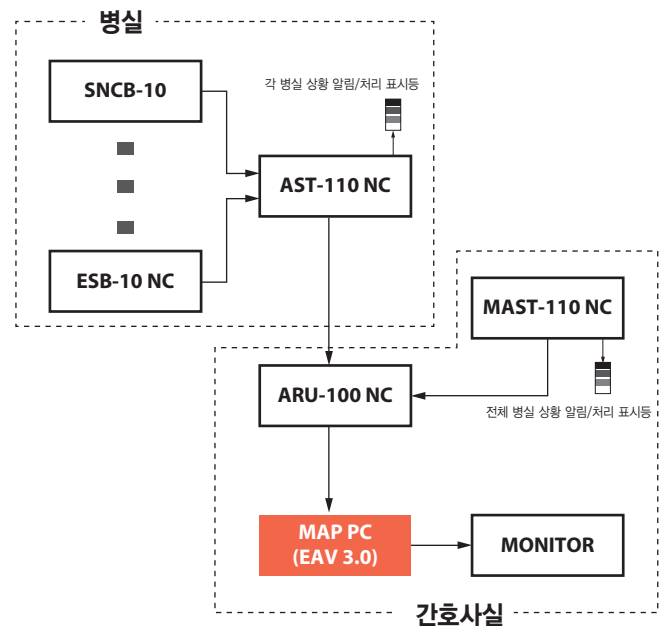 병실
SNCB-10
각 병실 상황 알림/처리 표시등
AST-110 NC
ESB-10 NC
MAST-110 NC
ARU-100 NC
전체 병실 상황 알림/처리 표시등
MAP PC
(EAV 3.0)
MONITOR
간호사실